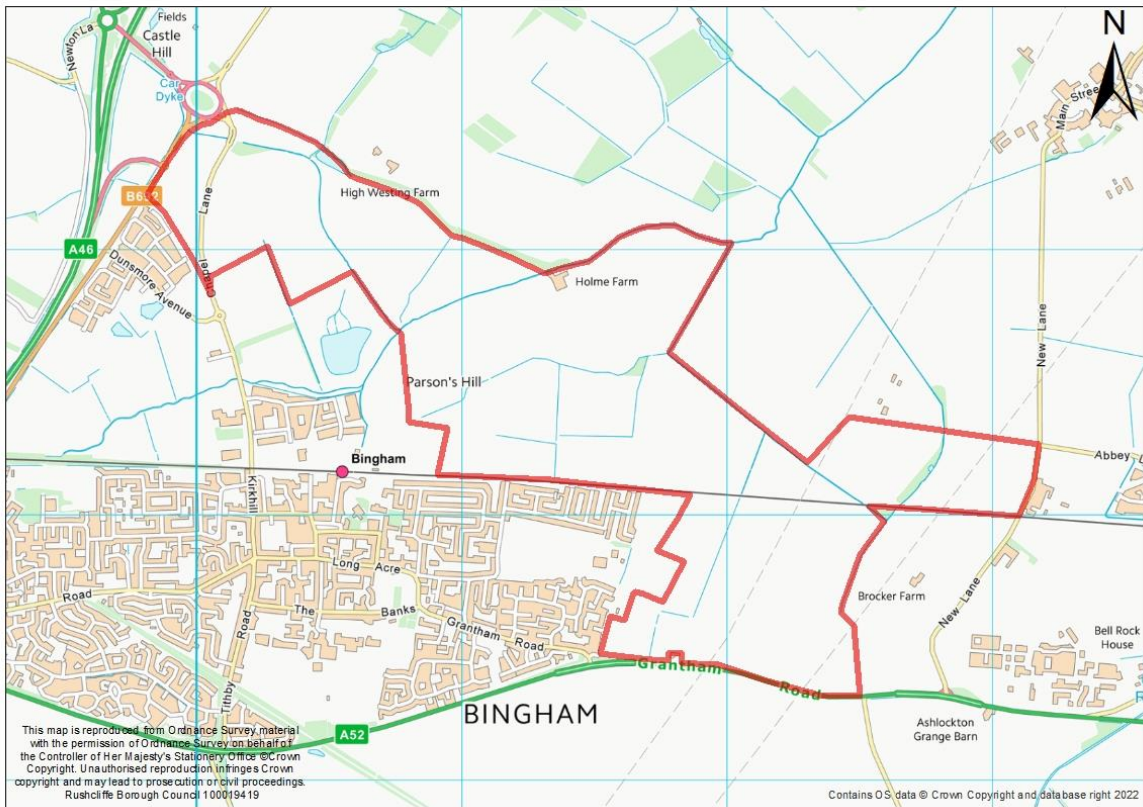 Fields
Castle
Hill
Newton La
Car
Dyke
N
Main Street
High Westing Farm
Lane
A46
Dunsmore Avenue
Chapel
Holme Farm
New Lane
Parson's Hill
Bingham
Abbey L
Kirkhill
Long Acre
Road
The Banks
Grantham Road
Brocker Farm
New Lane
Bell Rock
House
Tithby Road
Grantham Road
BINGHAM
A52
Ashlockton
Grange Barn
This map is reproduced from Ordnance Survey material
with the permission of Ordnance Survey on behalf of
the Controller of Her Majesty's Stationery Office ©Crown
Copyright. Unauthorised reproduction infringes Crown
copyright and may lead to prosecution or civil proceedings.
Rushcliffe Borough Council 100019419
Contains OS data © Crown Copyright and database right 2022